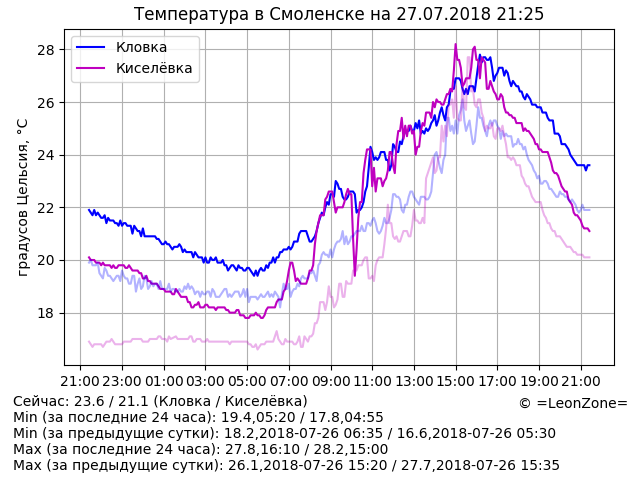 Температура в Смоленске на 27.07.2018 21:25
Кловка
Киселёвка
градусов Цельсия, °C
28
26
24
22
20
18
21:00 23:00 01:00 03:00 05:00 07:00 09:00 11:00 13:00 15:00 17:00 19:00 21:00
Сейчас: 23.6 / 21.1 (Кловка / Киселёвка)
© =LeonZone=
Min (за последние 24 часа): 19.4,05:20 / 17.8,04:55
Min (за предыдущие сутки): 18.2,2018-07-26 06:35 / 16.6,2018-07-26 05:30
Max (за последние 24 часа): 27.8,16:10 / 28.2,15:00
Max (за предыдущие сутки): 26.1,2018-07-26 15:20 / 27.7,2018-07-26 15:35